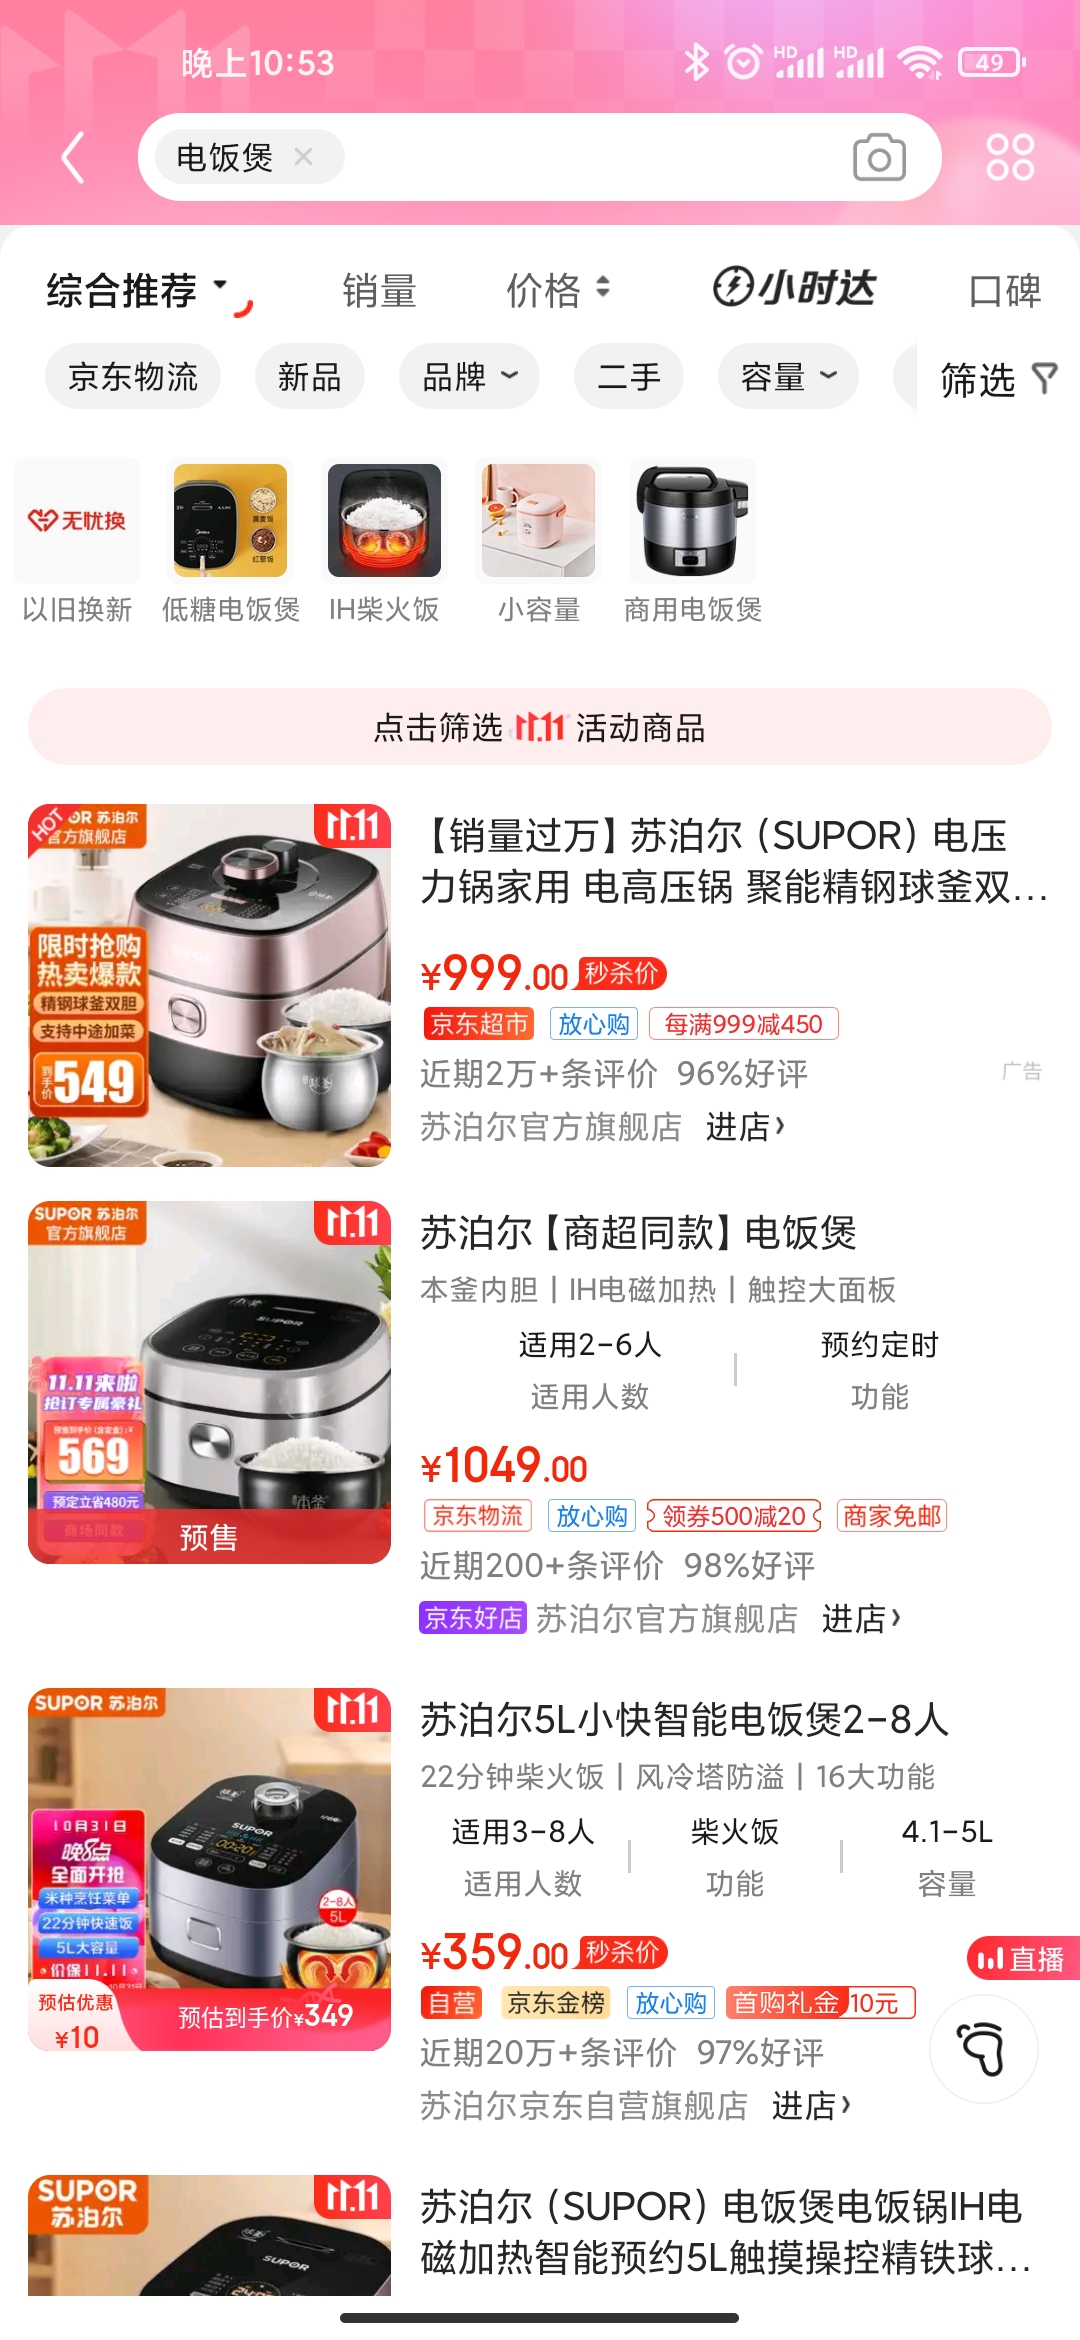 晚上10:53
HD HD 49
电饭煲
综合推荐 销量 价格 小时达 口碑
京东物流 新品 品牌 二手 容量 筛选
无忧换
以旧换新 低糖电饭煲 IH柴火饭 小容量 商用电饭煲
点击筛选 11.11 活动商品
HOT
OR 苏泊尔
官方旗舰店
11.11
限时抢购
热卖爆款
精钢球釜双胆
支持中途加菜
到手价549
【销量过万】苏泊尔（SUPOR）电压
力锅家用 电高压锅 聚能精钢球釜双...
¥999.00 秒杀价
京东超市 放心购 每满999减450
近期2万+条评价 96%好评
广告
苏泊尔官方旗舰店 进店
SUPOR 苏泊尔
官方旗舰店
11.11
SUPOR
11.11来啦
抢订专属豪礼
569
预定立省480元
商场同款
预售
苏泊尔【商超同款】电饭煲
本釜内胆 | IH电磁加热 | 触控大面板
适用2-6人 预约定时
适用人数 功能
¥1049.00
京东物流 放心购 领券500减20 商家免邮
近期200+条评价 98%好评
京东好店 苏泊尔官方旗舰店 进店
SUPOR 苏泊尔
11.11
SUPOR
10月31日
晚8点
全面开抢
米种烹饪菜单
22分钟快速饭
5L大容量
价保11.11
2-8人
5L
预估优惠
¥10
预估到手价¥349
苏泊尔5L小快智能电饭煲2-8人
22分钟柴火饭 | 风冷塔防溢 | 16大功能
适用3-8人 柴火饭 4.1-5L
适用人数 功能 容量
¥359.00 秒杀价
直播
自营 京东金榜 放心购 首购礼金 10元
近期20万+条评价 97%好评
苏泊尔京东自营旗舰店 进店
SUPOR
苏泊尔
11.11
SUPOR
苏泊尔（SUPOR）电饭煲电饭锅IH电
磁加热智能预约5L触摸操控精铁球...